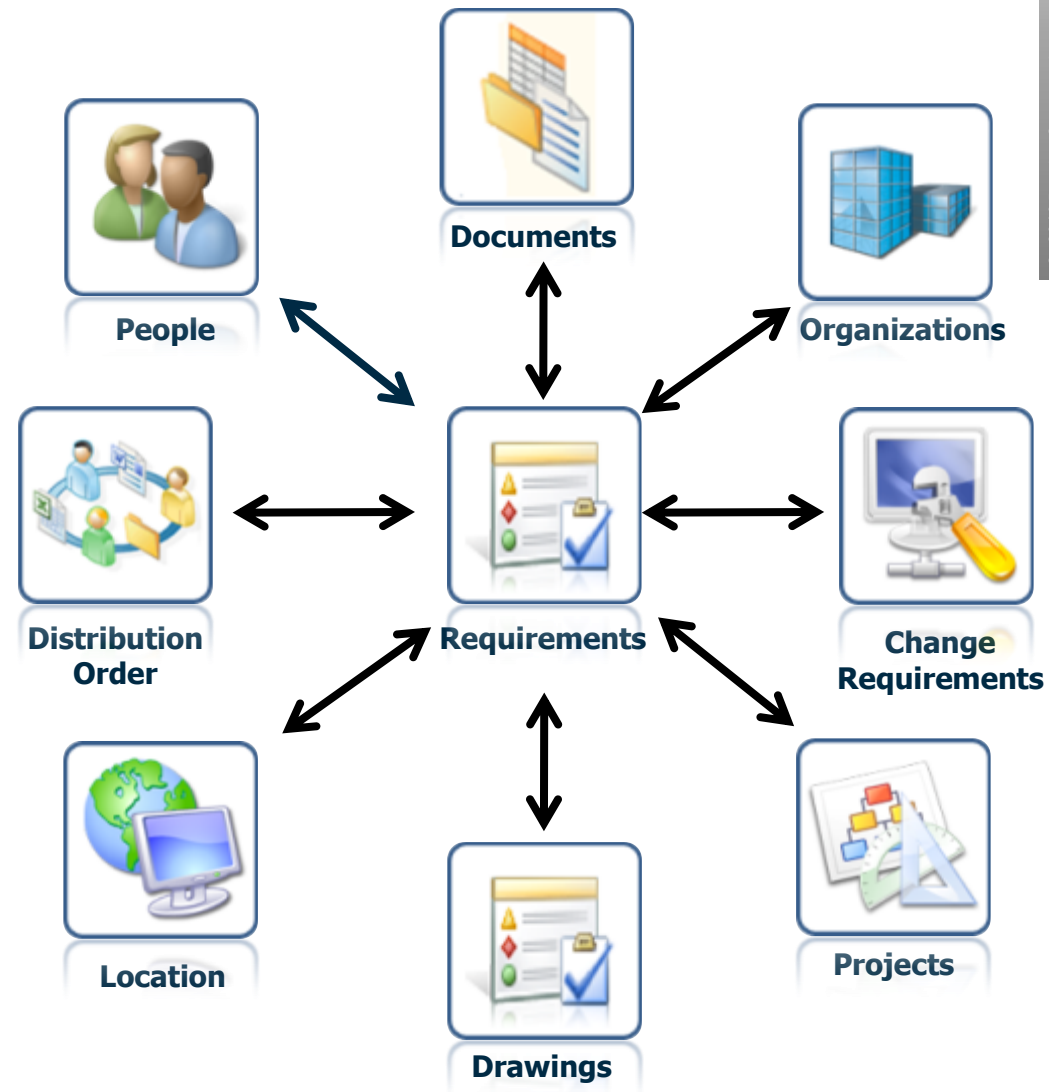 Documents
People
Organizations
Distribution
Order
Requirements
Change
Requirements
Location
Projects
Drawings